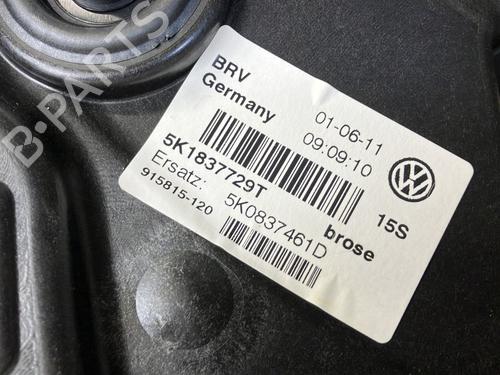 BRV
Germany
01-06-11
09:09:10
5K1837729T
15S
Ersatz: 5K0837461D
915815-120
brose
B-PARTS